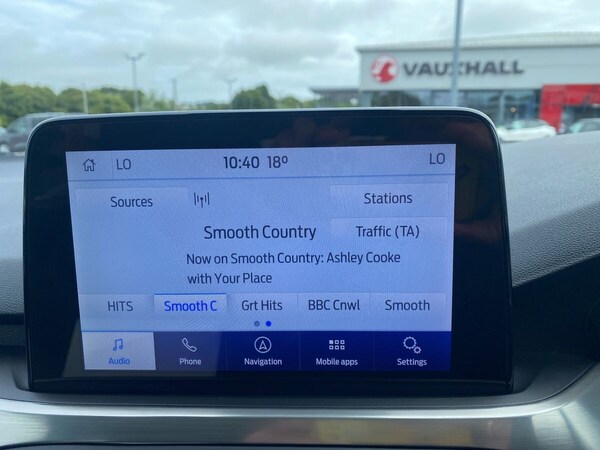 VAUXHALL
LO 10:40 18º LO
Sources Stations
Smooth Country Traffic (TA)
Now on Smooth Country: Ashley Cooke
with Your Place
HITS Smooth C Grt Hits BBC Cnwl Smooth
Audio Phone Navigation Mobile apps Settings